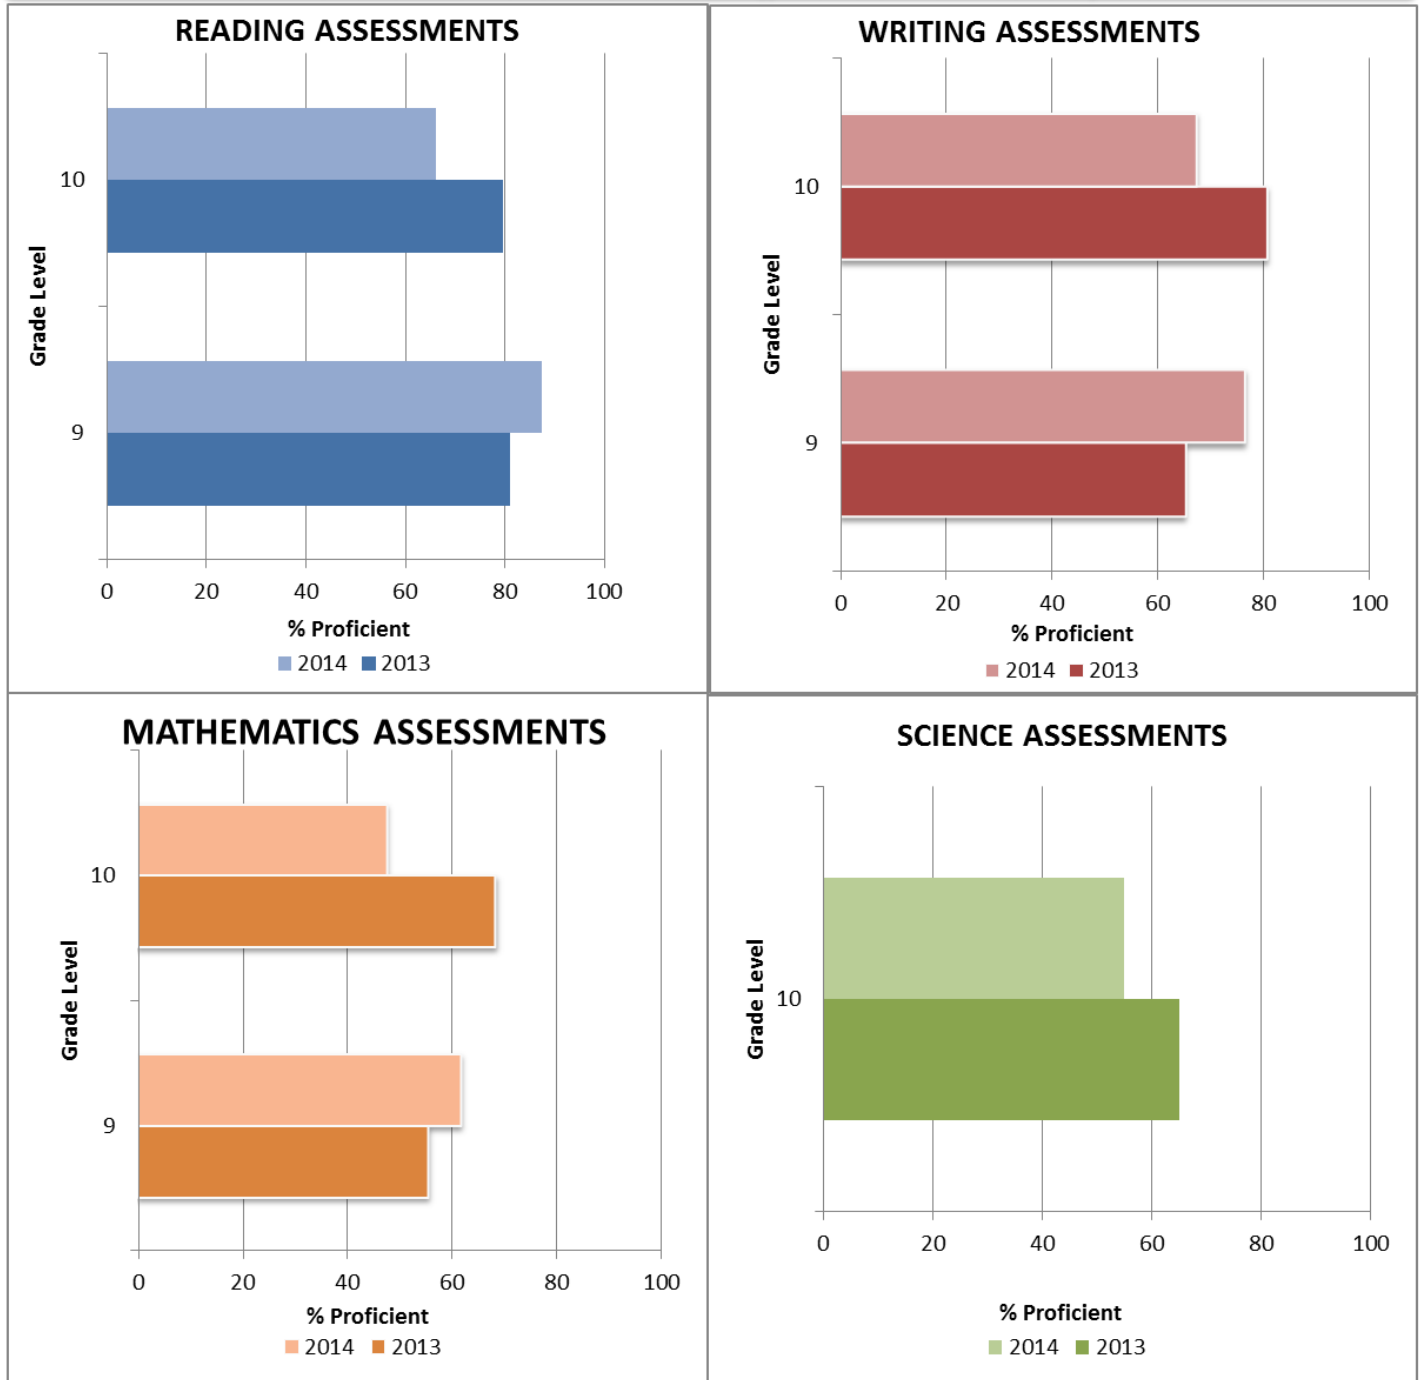 READING ASSESSMENTS
10
9
Grade Level
0 20 40 60 80 100
% Proficient
2014 2013
WRITING ASSESSMENTS
10
9
Grade Level
0 20 40 60 80 100
% Proficient
2014 2013
MATHEMATICS ASSESSMENTS
10
9
Grade Level
0 20 40 60 80 100
% Proficient
2014 2013
SCIENCE ASSESSMENTS
10
Grade Level
0 20 40 60 80 100
% Proficient
2014 2013